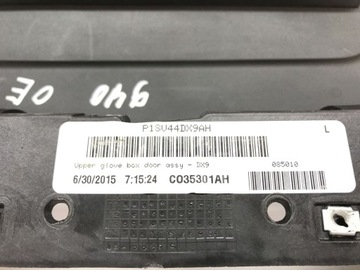 940
OE
P1SU44DX9AH
L
Upper glove box door assy - DX9
085010
6/30/2015 7:15:24 CO35301AH